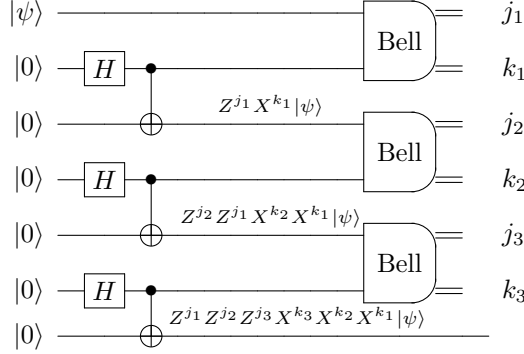 |ψ⟩ j₁
Bell
|0⟩ H k₁
|0⟩ Z^{j₁} X^{k₁} |ψ⟩ j₂
Bell
|0⟩ H k₂
|0⟩ Z^{j₂} Z^{j₁} X^{k₂} X^{k₁} |ψ⟩ j₃
Bell
|0⟩ H k₃
Z^{j₁} Z^{j₂} Z^{j₃} X^{k₃} X^{k₂} X^{k₁} |ψ⟩
|0⟩